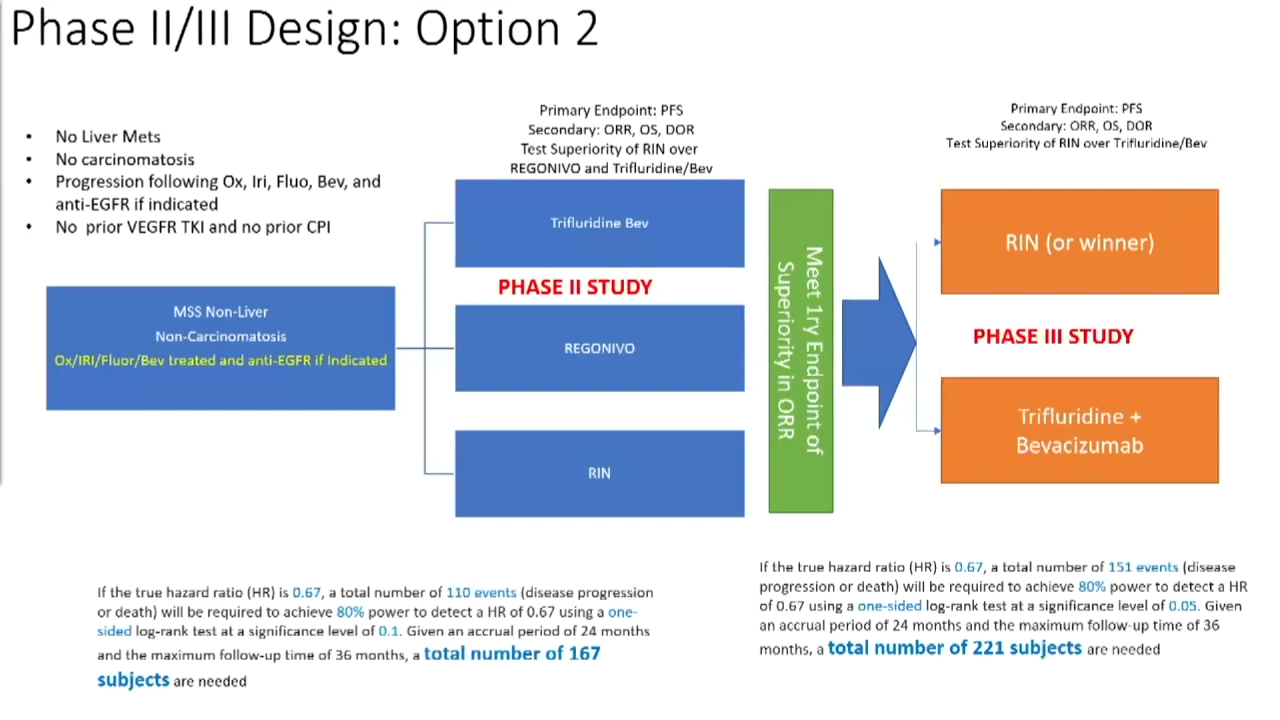 Phase II/III Design: Option 2
• No Liver Mets
• No carcinomatosis
• Progression following Ox, Iri, Fluo, Bev, and
anti-EGFR if indicated
• No prior VEGFR TKI and no prior CPI
MSS Non-Liver
Non-Carcinomatosis
Ox/IRI/Fluor/Bev treated and anti-EGFR if Indicated
Primary Endpoint: PFS
Secondary: ORR, OS, DOR
Test Superiority of RIN over
REGONIVO and Trifluridine/Bev
Trifluridine Bev
PHASE II STUDY
REGONIVO
RIN
Meet 1ry Endpoint of
Superiority in ORR
Primary Endpoint: PFS
Secondary: ORR, OS, DOR
Test Superiority of RIN over Trifluridine/Bev
RIN (or winner)
PHASE III STUDY
Trifluridine +
Bevacizumab
If the true hazard ratio (HR) is 0.67, a total number of 110 events (disease progression
or death) will be required to achieve 80% power to detect a HR of 0.67 using a one-
sided log-rank test at a significance level of 0.1. Given an accrual period of 24 months
and the maximum follow-up time of 36 months, a total number of 167
subjects are needed
If the true hazard ratio (HR) is 0.67, a total number of 151 events (disease
progression or death) will be required to achieve 80% power to detect a HR
of 0.67 using a one-sided log-rank test at a significance level of 0.05. Given
an accrual period of 24 months and the maximum follow-up time of 36
months, a total number of 221 subjects are needed